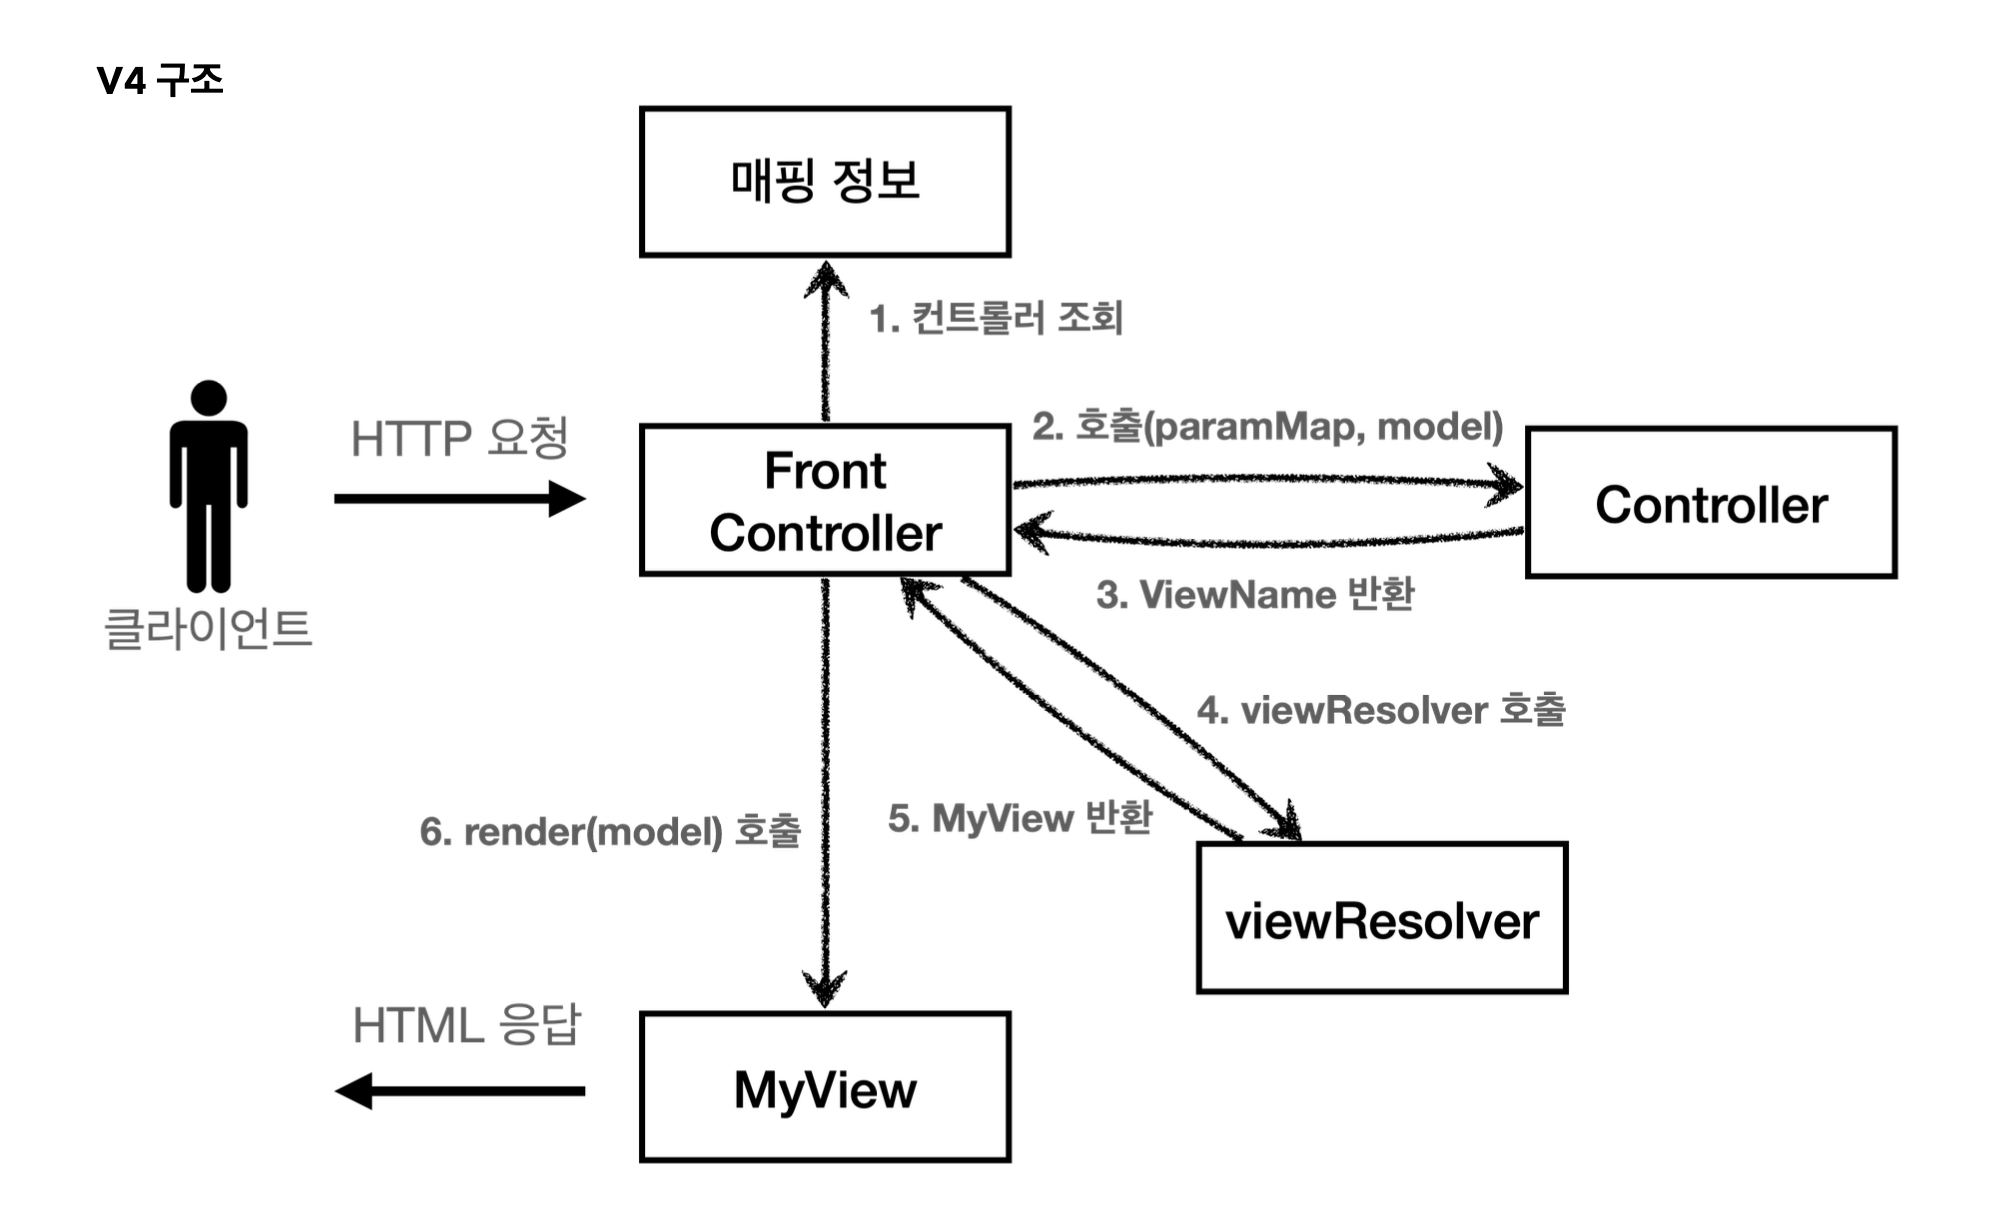 V4 구조
매핑 정보
1. 컨트롤러 조회
HTTP 요청
Front
Controller
2. 호출(paramMap, model)
Controller
3. ViewName 반환
클라이언트
4. viewResolver 호출
5. MyView 반환
6. render(model) 호출
viewResolver
HTML 응답
MyView